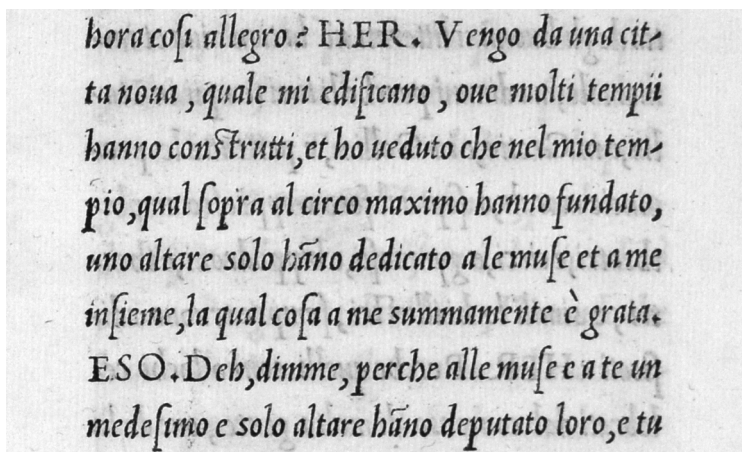 hora coſi allegro? HER. Vengo da una cit-
ta noua, quale mi edificano, oue molti tempii
hanno conſtrutti, et ho ueduto che nel mio tem-
pio, qual ſopra al circo maximo hanno fundato,
uno altare solo hāno dedicato a le muſe et a me
inſieme, la qual coſa a me summamente è grata.
ESO. Deh, dimme, perche alle muſe e a te un
medeſimo e solo altare hāno deputato loro, e tu